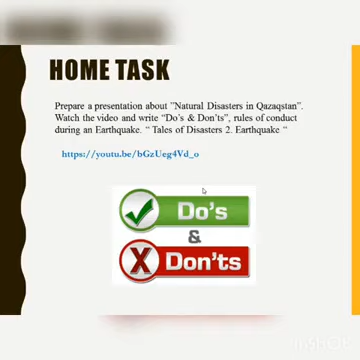 HOME TASK
Prepare a presentation about "Natural Disasters in Qazaqstan".
Watch the video and write "Do's & Don'ts", rules of conduct
during an Earthquake. " Tales of Disasters 2. Earthquake "
https://youtu.be/bGzUeg4Vd_o
Do's
&
X Don'ts